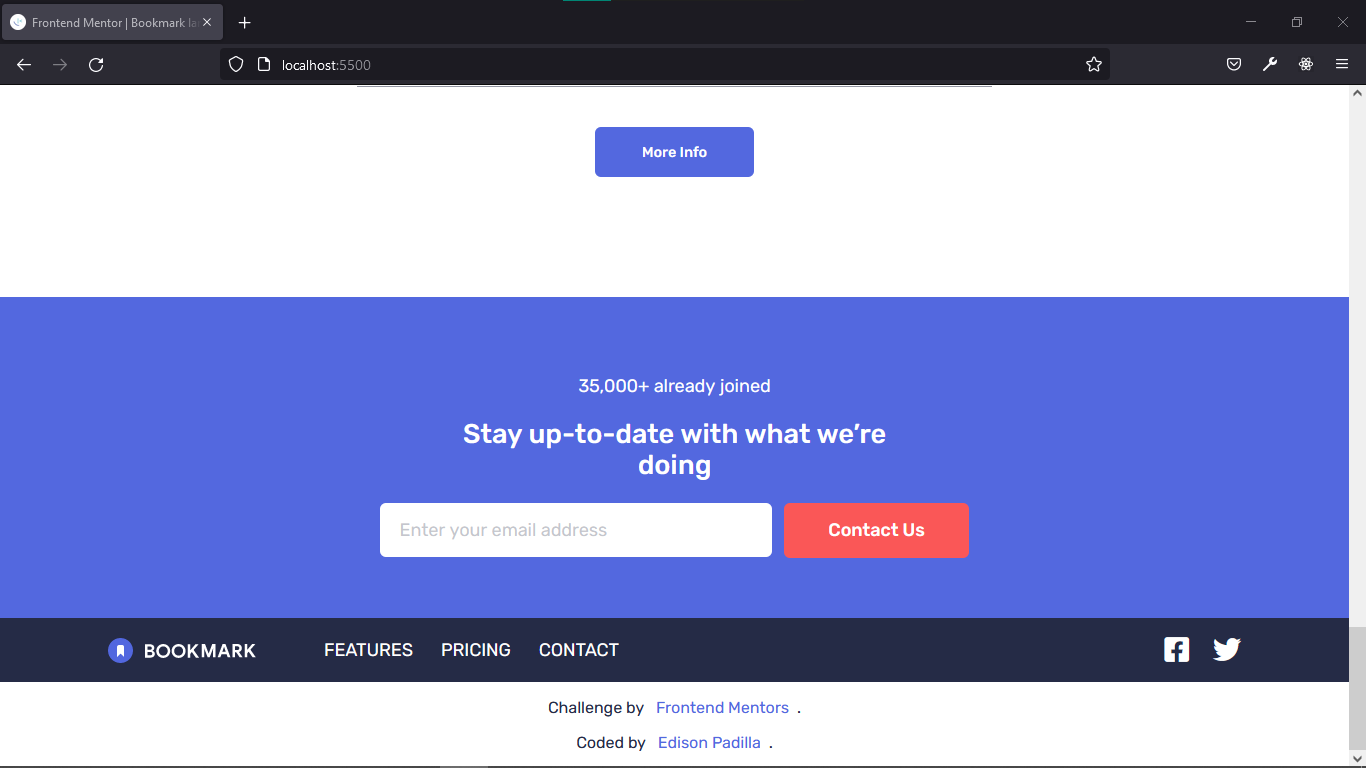 Frontend Mentor | Bookmark la
localhost:5500
More Info
35,000+ already joined
Stay up-to-date with what we’re
doing
Enter your email address
Contact Us
BOOKMARK FEATURES PRICING CONTACT
Challenge by Frontend Mentors .
Coded by Edison Padilla .